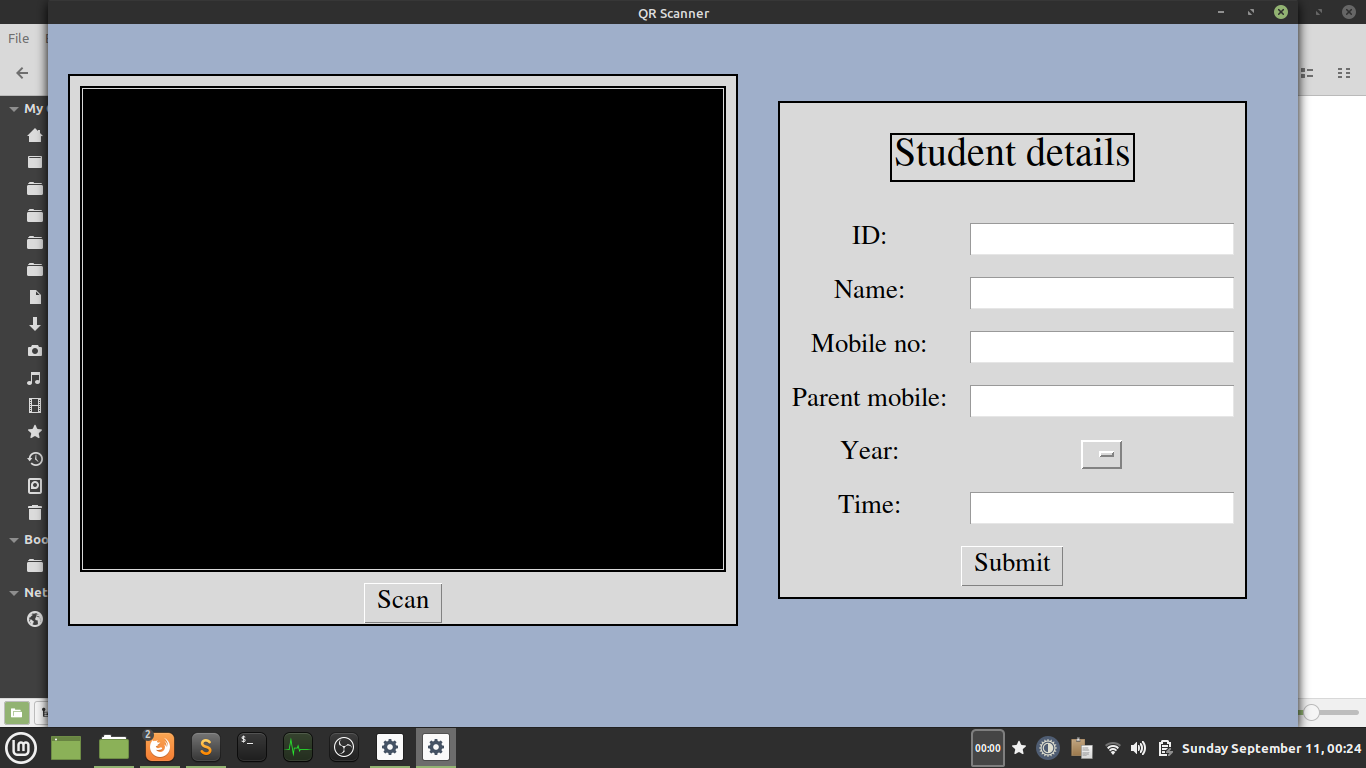 QR Scanner
File
My
Boo
Net
Student details
ID:
Name:
Mobile no:
Parent mobile:
Year:
Time:
Submit
Scan
2
S
$_
00:00
Sunday September 11, 00:24